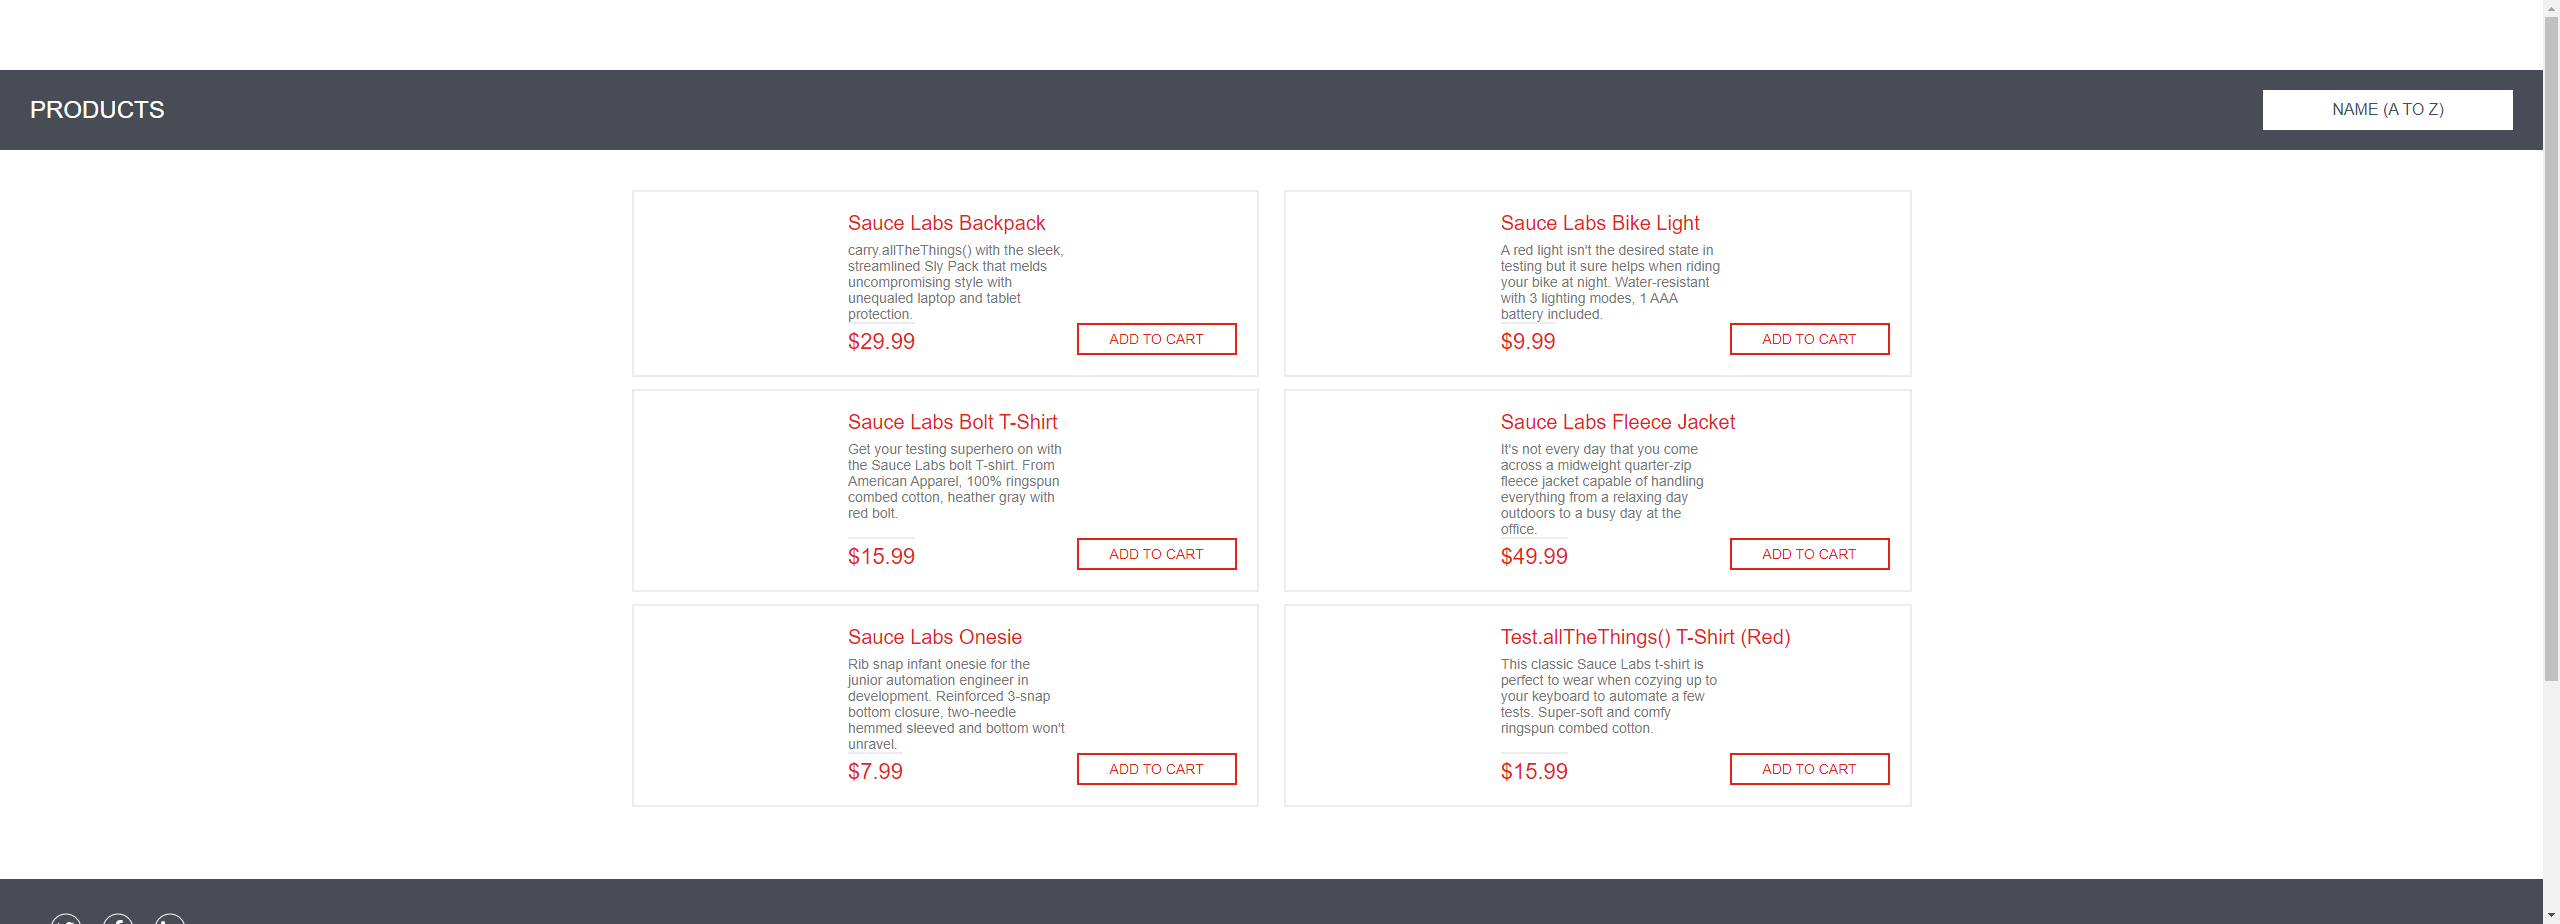 PRODUCTS
NAME (A TO Z)
Sauce Labs Backpack
carry.allTheThings() with the sleek,
streamlined Sly Pack that melds
uncompromising style with
unequaled laptop and tablet
protection.
$29.99
ADD TO CART
Sauce Labs Bike Light
A red light isn't the desired state in
testing but it sure helps when riding
your bike at night. Water-resistant
with 3 lighting modes, 1 AAA
battery included.
$9.99
ADD TO CART
Sauce Labs Bolt T-Shirt
Get your testing superhero on with
the Sauce Labs bolt T-shirt. From
American Apparel, 100% ringspun
combed cotton, heather gray with
red bolt.
$15.99
ADD TO CART
Sauce Labs Fleece Jacket
It's not every day that you come
across a midweight quarter-zip
fleece jacket capable of handling
everything from a relaxing day
outdoors to a busy day at the
office.
$49.99
ADD TO CART
Sauce Labs Onesie
Rib snap infant onesie for the
junior automation engineer in
development. Reinforced 3-snap
bottom closure, two-needle
hemmed sleeved and bottom won't
unravel.
$7.99
ADD TO CART
Test.allTheThings() T-Shirt (Red)
This classic Sauce Labs t-shirt is
perfect to wear when cozying up to
your keyboard to automate a few
tests. Super-soft and comfy
ringspun combed cotton.
$15.99
ADD TO CART